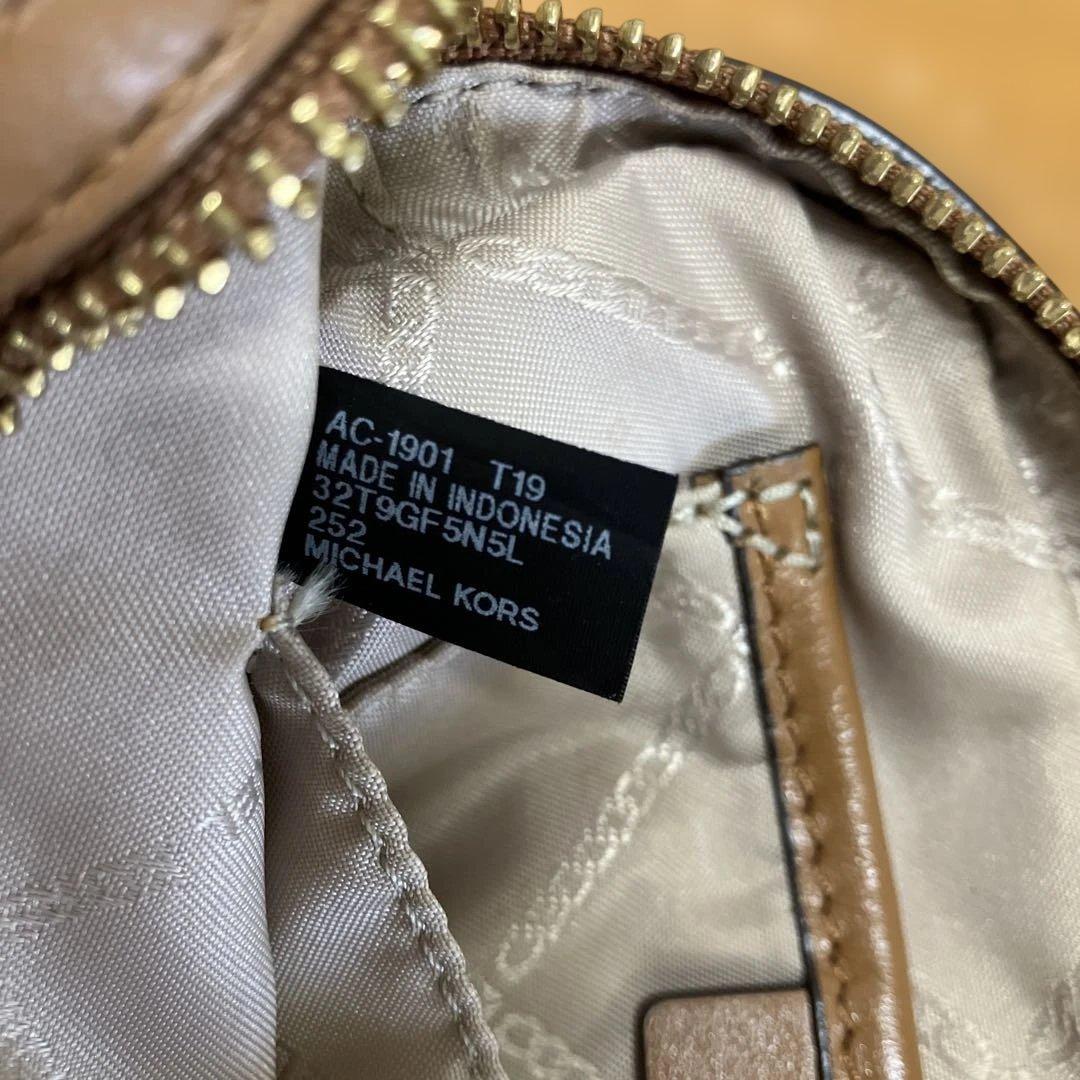 AC-1901 T19
MADE IN INDONESIA
32T9GF5N5L
252
MICHAEL KORS